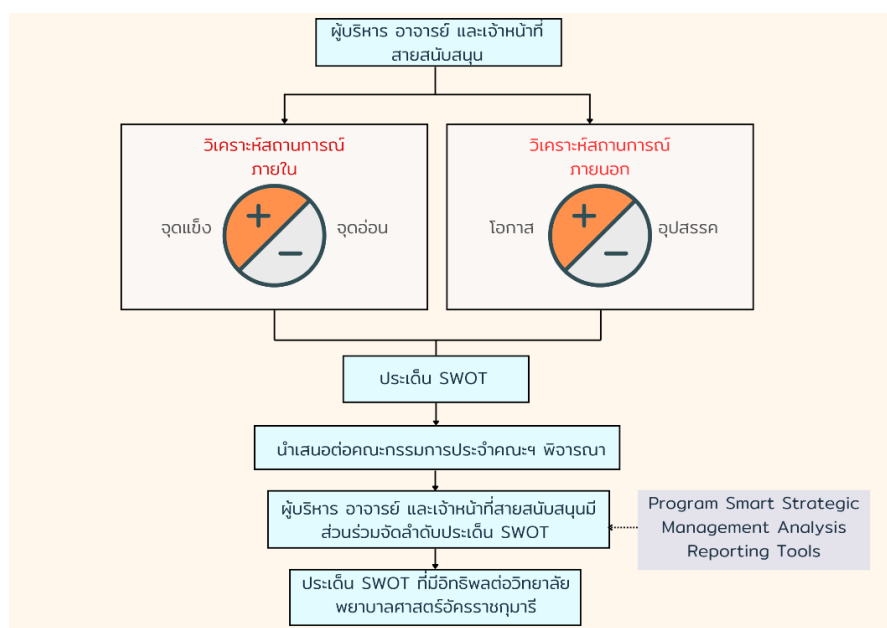 ผู้บริหาร อาจารย์ และเจ้าหน้าที่
สายสนับสนุน
วิเคราะห์สถานการณ์
ภายใน
จุดแข็ง
จุดอ่อน
วิเคราะห์สถานการณ์
ภายนอก
โอกาส
อุปสรรค
ประเด็น SWOT
นำเสนอต่อคณะกรรมการประจำคณะฯ พิจารณา
ผู้บริหาร อาจารย์ และเจ้าหน้าที่สายสนับสนุนมี
ส่วนร่วมจัดลำดับประเด็น SWOT
Program Smart Strategic
Management Analysis
Reporting Tools
ประเด็น SWOT ที่มีอิทธิพลต่อวิทยาลัย
พยาบาลศาสตร์อัครราชกุมารี